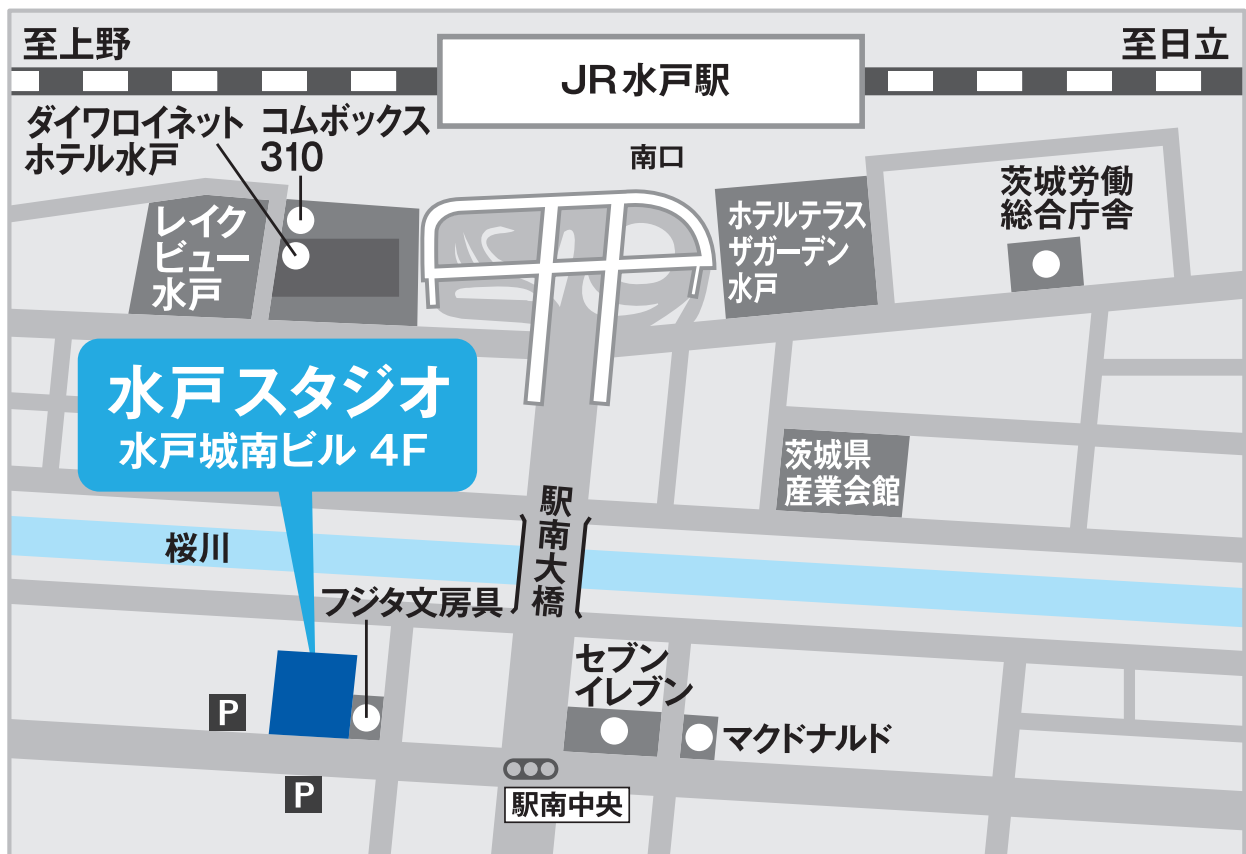 至上野
至日立
JR水戸駅
ダイワロイネット
ホテル水戸
コムボックス
310
南口
茨城労働
総合庁舎
レイク
ビュー
水戸
ホテルテラス
ザガーデン
水戸
水戸スタジオ
水戸城南ビル 4F
茨城県
産業会館
駅南大橋
桜川
フジタ文房具
セブン
イレブン
P
マクドナルド
P
駅南中央